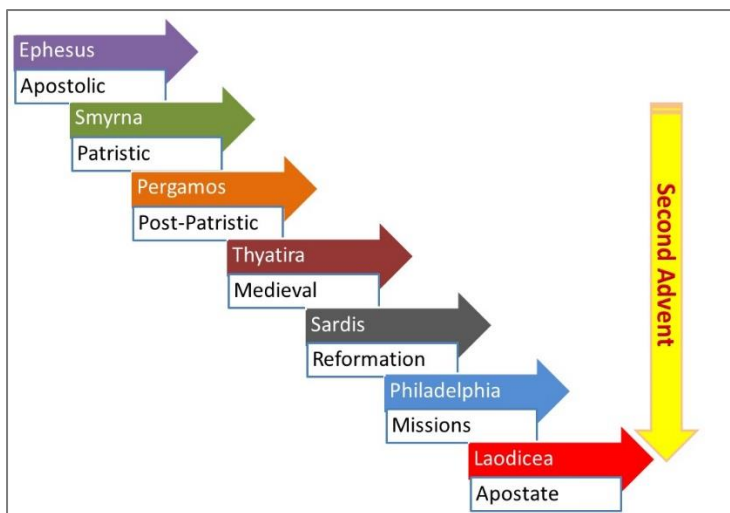 Ephesus
Apostolic
Smyrna
Patristic
Pergamos
Post-Patristic
Thyatira
Medieval
Sardis
Reformation
Philadelphia
Missions
Laodicea
Apostate
Second Advent